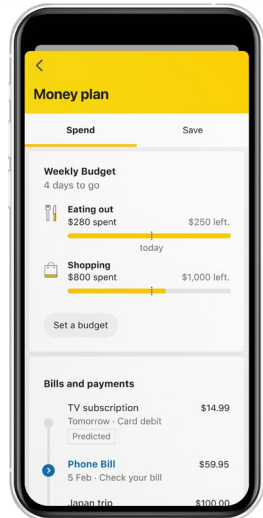 Money plan
Spend Save
Weekly Budget
4 days to go
Eating out
$280 spent $250 left.
today
Shopping
$800 spent $1,000 left.
Set a budget
Bills and payments
TV subscription $14.99
Tomorrow · Card debit
Predicted
Phone Bill $59.95
5 Feb · Check your bill
Japan trip $100.00